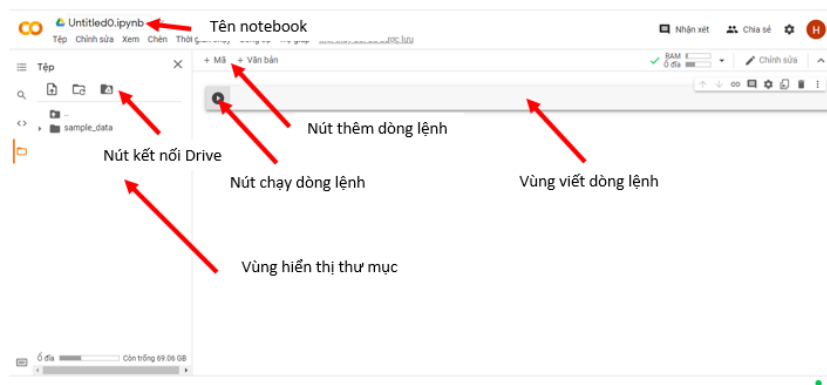 Untitled0.ipynb
Tên notebook
Nhận xét
Chia sẻ
H
Tệp Chỉnh sửa Xem Chèn Thời
Tệp
+ Mã + Văn bản
RAM
Ổ đĩa
Chỉnh sửa
..
sample_data
Nút thêm dòng lệnh
Nút kết nối Drive
Nút chạy dòng lệnh
Vùng viết dòng lệnh
Vùng hiển thị thư mục
Ổ đĩa
Còn trống 69.06 GB